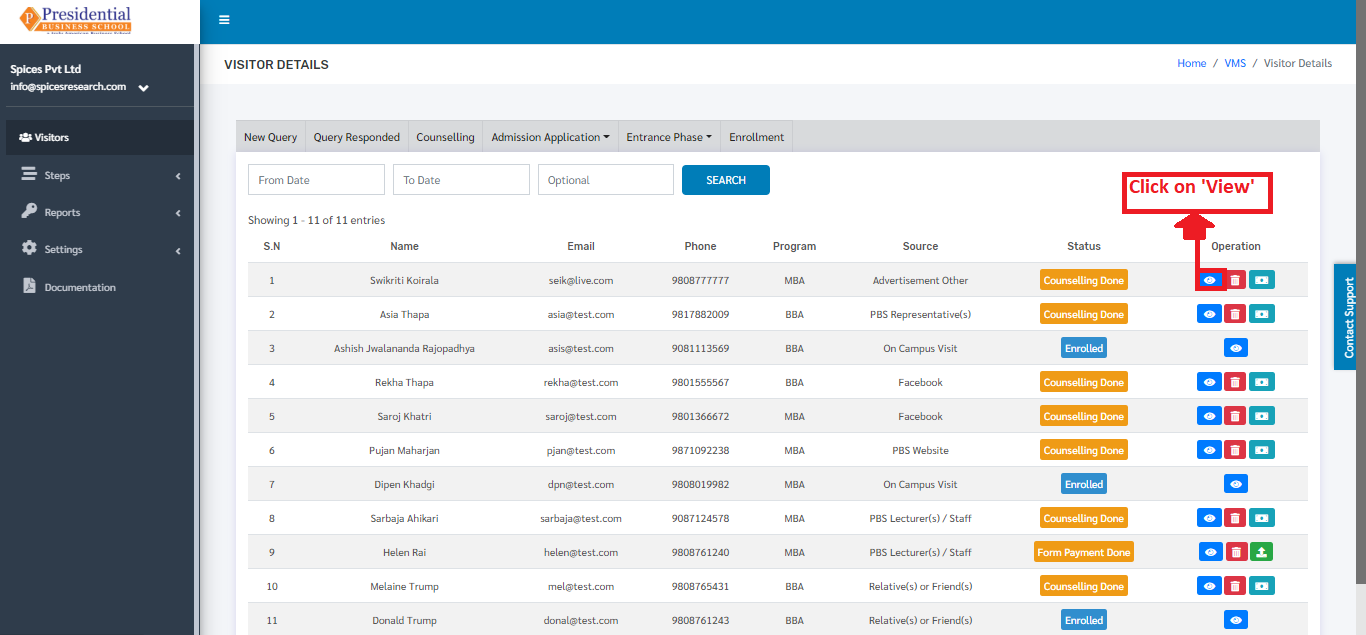 Presidential
BUSINESS SCHOOL
Spices Pvt Ltd
info@spicesresearch.com
Visitors
Steps
Reports
Settings
Documentation
VISITOR DETAILS
Home / VMS / Visitor Details
New Query Query Responded Counselling Admission Application Entrance Phase Enrollment
From Date To Date Optional SEARCH
Click on 'View'
Showing 1 - 11 of 11 entries
S.N Name Email Phone Program Source Status Operation
1 Swikriti Koirala seik@live.com 9808777777 MBA Advertisement Other Counselling Done
2 Asia Thapa asia@test.com 9817882009 BBA PBS Representative(s) Counselling Done
3 Ashish Jwalananda Rajopadhya asis@test.com 9081113569 BBA On Campus Visit Enrolled
4 Rekha Thapa rekha@test.com 9801555567 BBA Facebook Counselling Done
5 Saroj Khatri saroj@test.com 9801366672 MBA Facebook Counselling Done
6 Pujan Maharjan pjan@test.com 9871092238 MBA PBS Website Counselling Done
7 Dipen Khadgi dpn@test.com 9808019982 MBA On Campus Visit Enrolled
8 Sarbaja Ahikari sarbaja@test.com 9087124578 MBA PBS Lecturer(s) / Staff Counselling Done
9 Helen Rai helen@test.com 9808761240 MBA PBS Lecturer(s) / Staff Form Payment Done
10 Melaine Trump mel@test.com 9808765431 BBA Relative(s) or Friend(s) Counselling Done
11 Donald Trump donal@test.com 9808761243 BBA Relative(s) or Friend(s) Enrolled
Contact Support